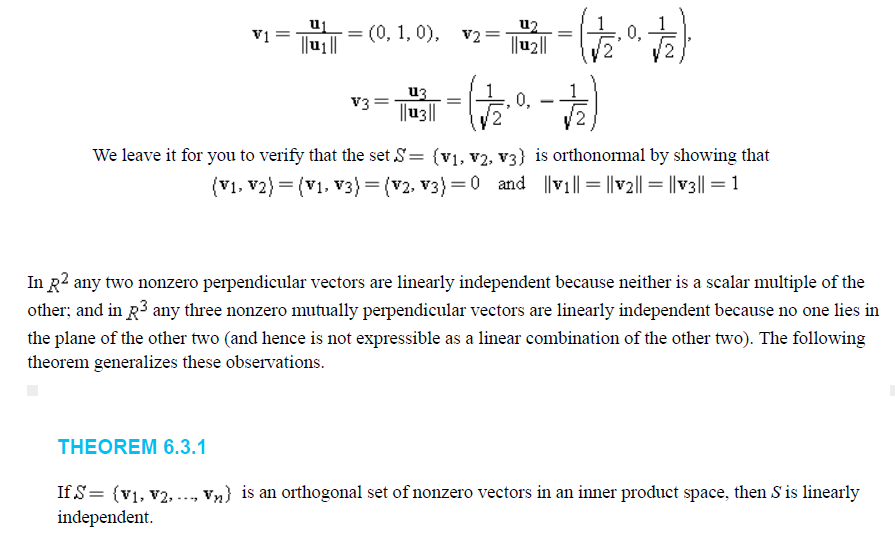 v₁ = u₁/‖u₁‖ = (0, 1, 0), v₂ = u₂/‖u₂‖ = (1/√2, 0, 1/√2),
v₃ = u₃/‖u₃‖ = (1/√2, 0, −1/√2)
We leave it for you to verify that the set S = {v₁, v₂, v₃} is orthonormal by showing that
⟨v₁, v₂⟩ = ⟨v₁, v₃⟩ = ⟨v₂, v₃⟩ = 0 and ‖v₁‖ = ‖v₂‖ = ‖v₃‖ = 1
In R² any two nonzero perpendicular vectors are linearly independent because neither is a scalar multiple of the
other; and in R³ any three nonzero mutually perpendicular vectors are linearly independent because no one lies in
the plane of the other two (and hence is not expressible as a linear combination of the other two). The following
theorem generalizes these observations.
THEOREM 6.3.1
If S = {v₁, v₂, ..., vₙ} is an orthogonal set of nonzero vectors in an inner product space, then S is linearly
independent.